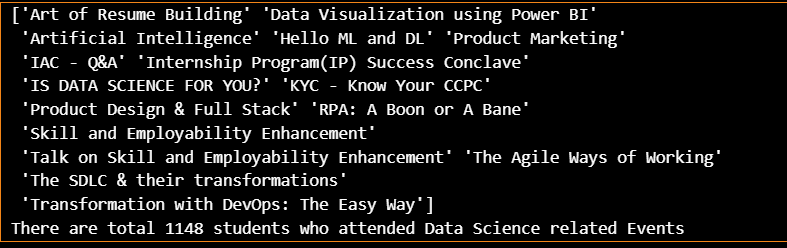 ['Art of Resume Building' 'Data Visualization using Power BI'
'Artificial Intelligence' 'Hello ML and DL' 'Product Marketing'
'IAC - Q&A' 'Internship Program(IP) Success Conclave'
'IS DATA SCIENCE FOR YOU?' 'KYC - Know Your CCPC'
'Product Design & Full Stack' 'RPA: A Boon or A Bane'
'Skill and Employability Enhancement'
'Talk on Skill and Employability Enhancement' 'The Agile Ways of Working'
'The SDLC & their transformations'
'Transformation with DevOps: The Easy Way']
There are total 1148 students who attended Data Science related Events